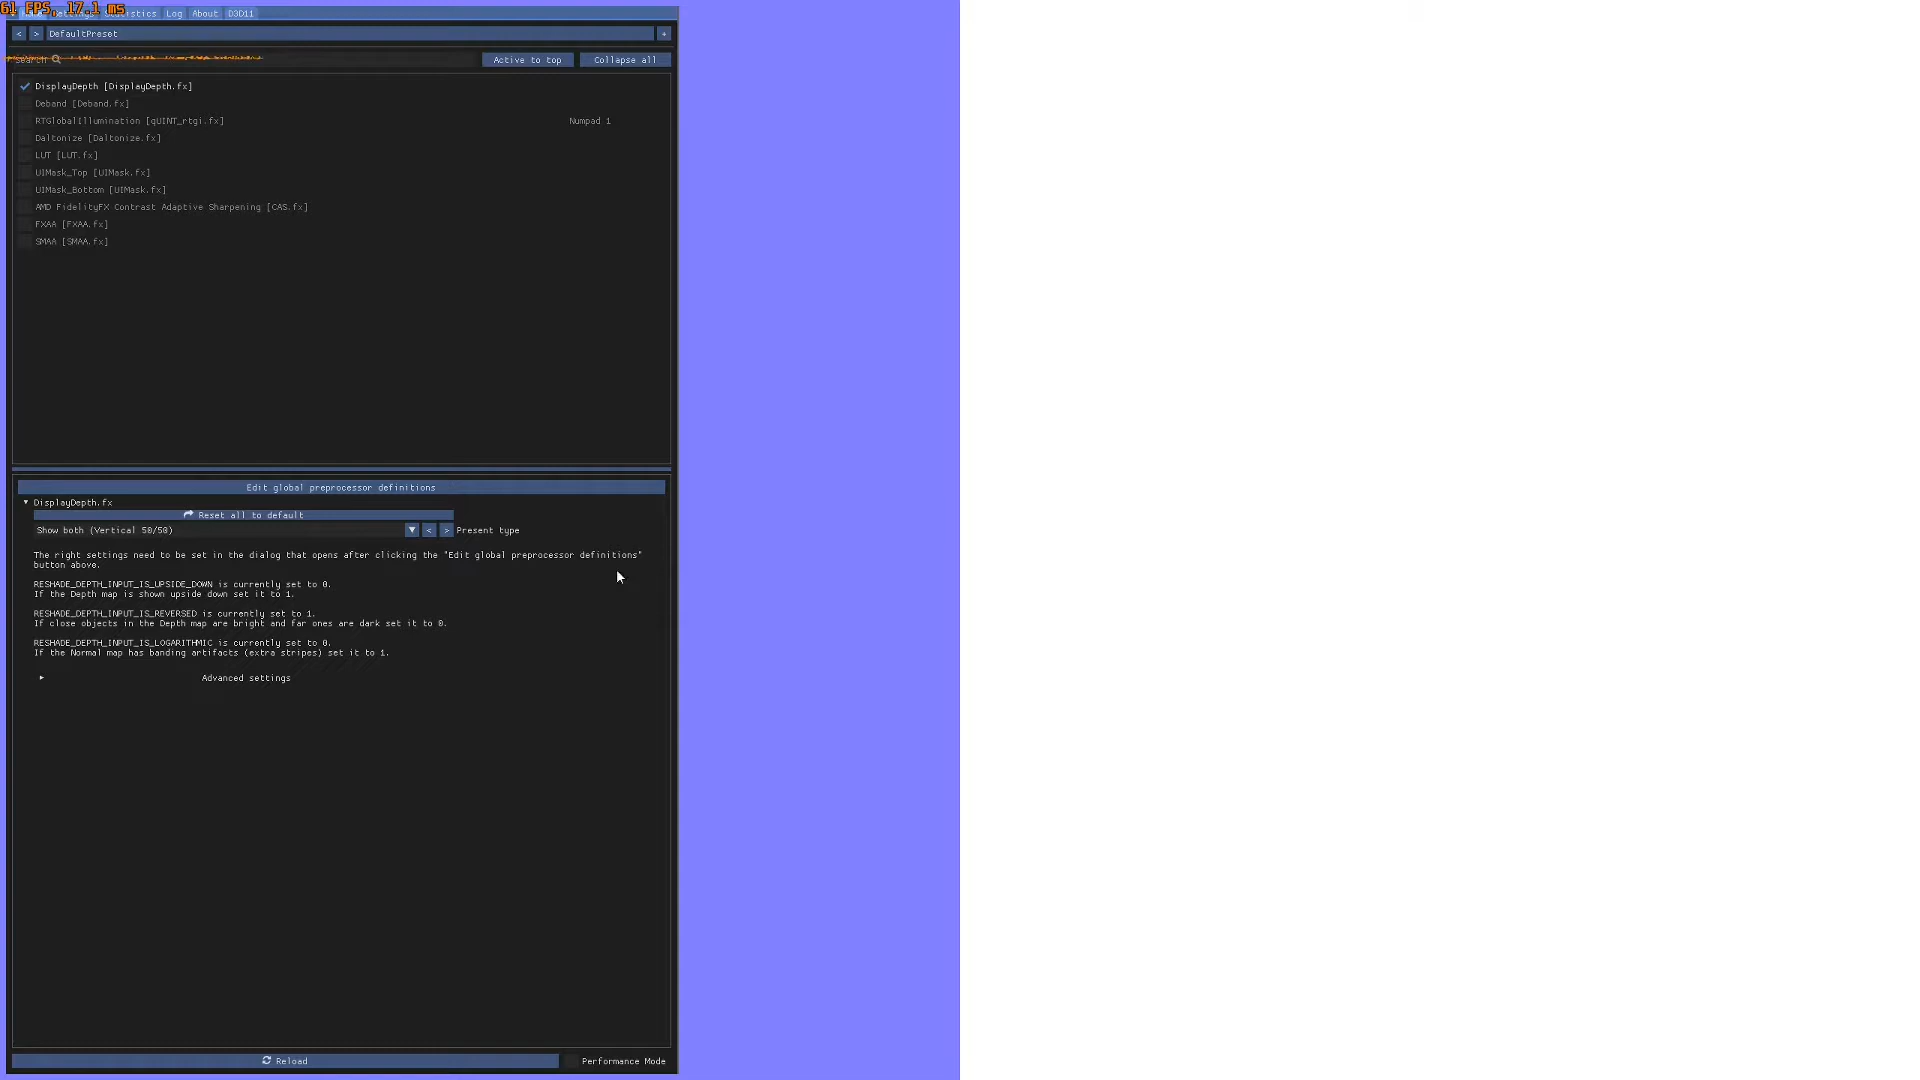 61 FPS, 17.1 ms
Statistics Log About D3D11
< > DefaultPreset +
Search Active to top Collapse all
DisplayDepth [DisplayDepth.fx]
Deband [Deband.fx]
RTGlobalIllumination [qUINT_rtgi.fx] Numpad 1
Daltonize [Daltonize.fx]
LUT [LUT.fx]
UIMask_Top [UIMask.fx]
UIMask_Bottom [UIMask.fx]
AMD FidelityFX Contrast Adaptive Sharpening [CAS.fx]
FXAA [FXAA.fx]
SMAA [SMAA.fx]
Edit global preprocessor definitions
DisplayDepth.fx
Reset all to default
Show both (Vertical 50/50) < > Present type
The right settings need to be set in the dialog that opens after clicking the "Edit global preprocessor definitions"
button above.
RESHADE_DEPTH_INPUT_IS_UPSIDE_DOWN is currently set to 0.
If the Depth map is shown upside down set it to 1.
RESHADE_DEPTH_INPUT_IS_REVERSED is currently set to 1.
If close objects in the Depth map are bright and far ones are dark set it to 0.
RESHADE_DEPTH_INPUT_IS_LOGARITHMIC is currently set to 0.
If the Normal map has banding artifacts (extra stripes) set it to 1.
Advanced settings
Reload Performance Mode